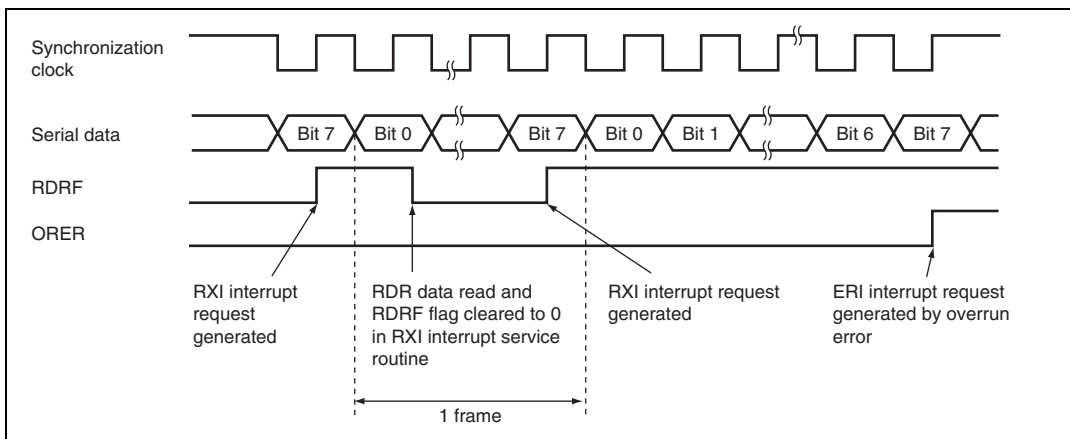 Synchronization
clock
Serial data
Bit 7 Bit 0 Bit 7 Bit 0 Bit 1 Bit 6 Bit 7
RDRF
ORER
RXI interrupt
request
generated
RDR data read and
RDRF flag cleared to 0
in RXI interrupt service
routine
RXI interrupt request
generated
ERI interrupt request
generated by overrun
error
1 frame